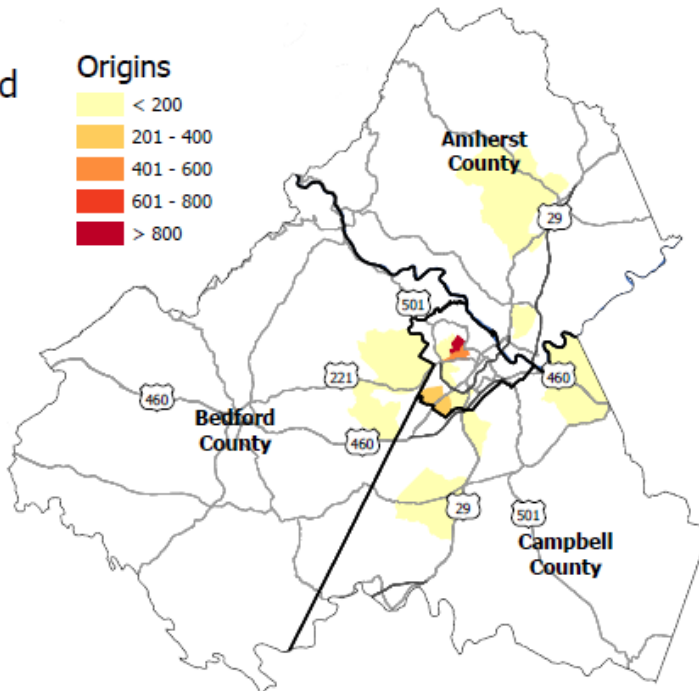 d
Origins
< 200
201 - 400
401 - 600
601 - 800
> 800
Amherst
County
29
501
221
460
460
Bedford
County
460
29
501
Campbell
County